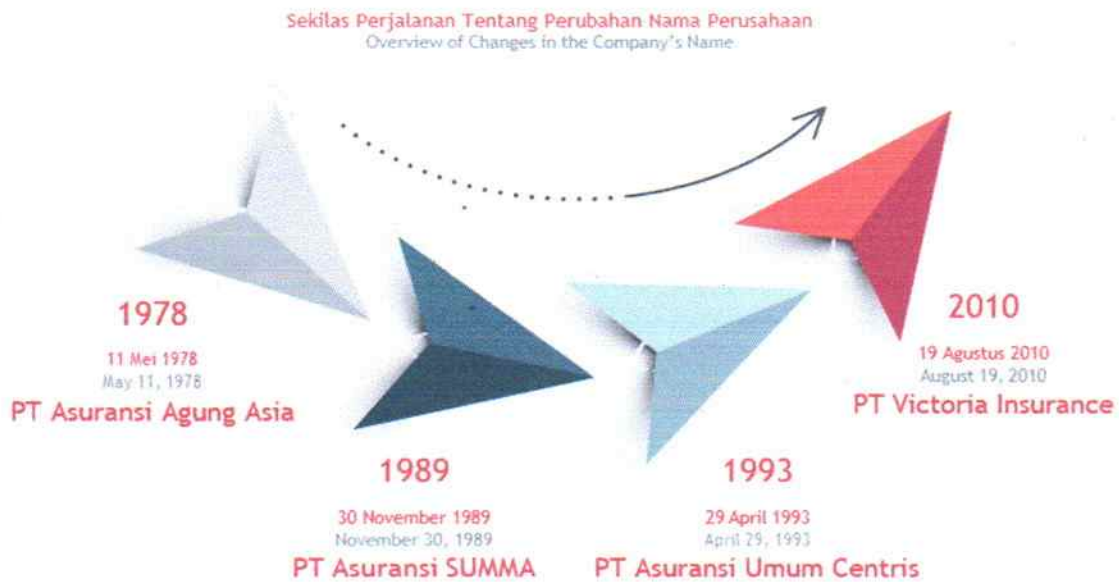 Sekilas Perjalanan Tentang Perubahan Nama Perusahaan
Overview of Changes in the Company's Name
1978
11 Mei 1978
May 11, 1978
PT Asuransi Agung Asia
1989
30 November 1989
November 30, 1989
PT Asuransi SUMMA
1993
29 April 1993
April 29, 1993
PT Asuransi Umum Centris
2010
19 Agustus 2010
August 19, 2010
PT Victoria Insurance